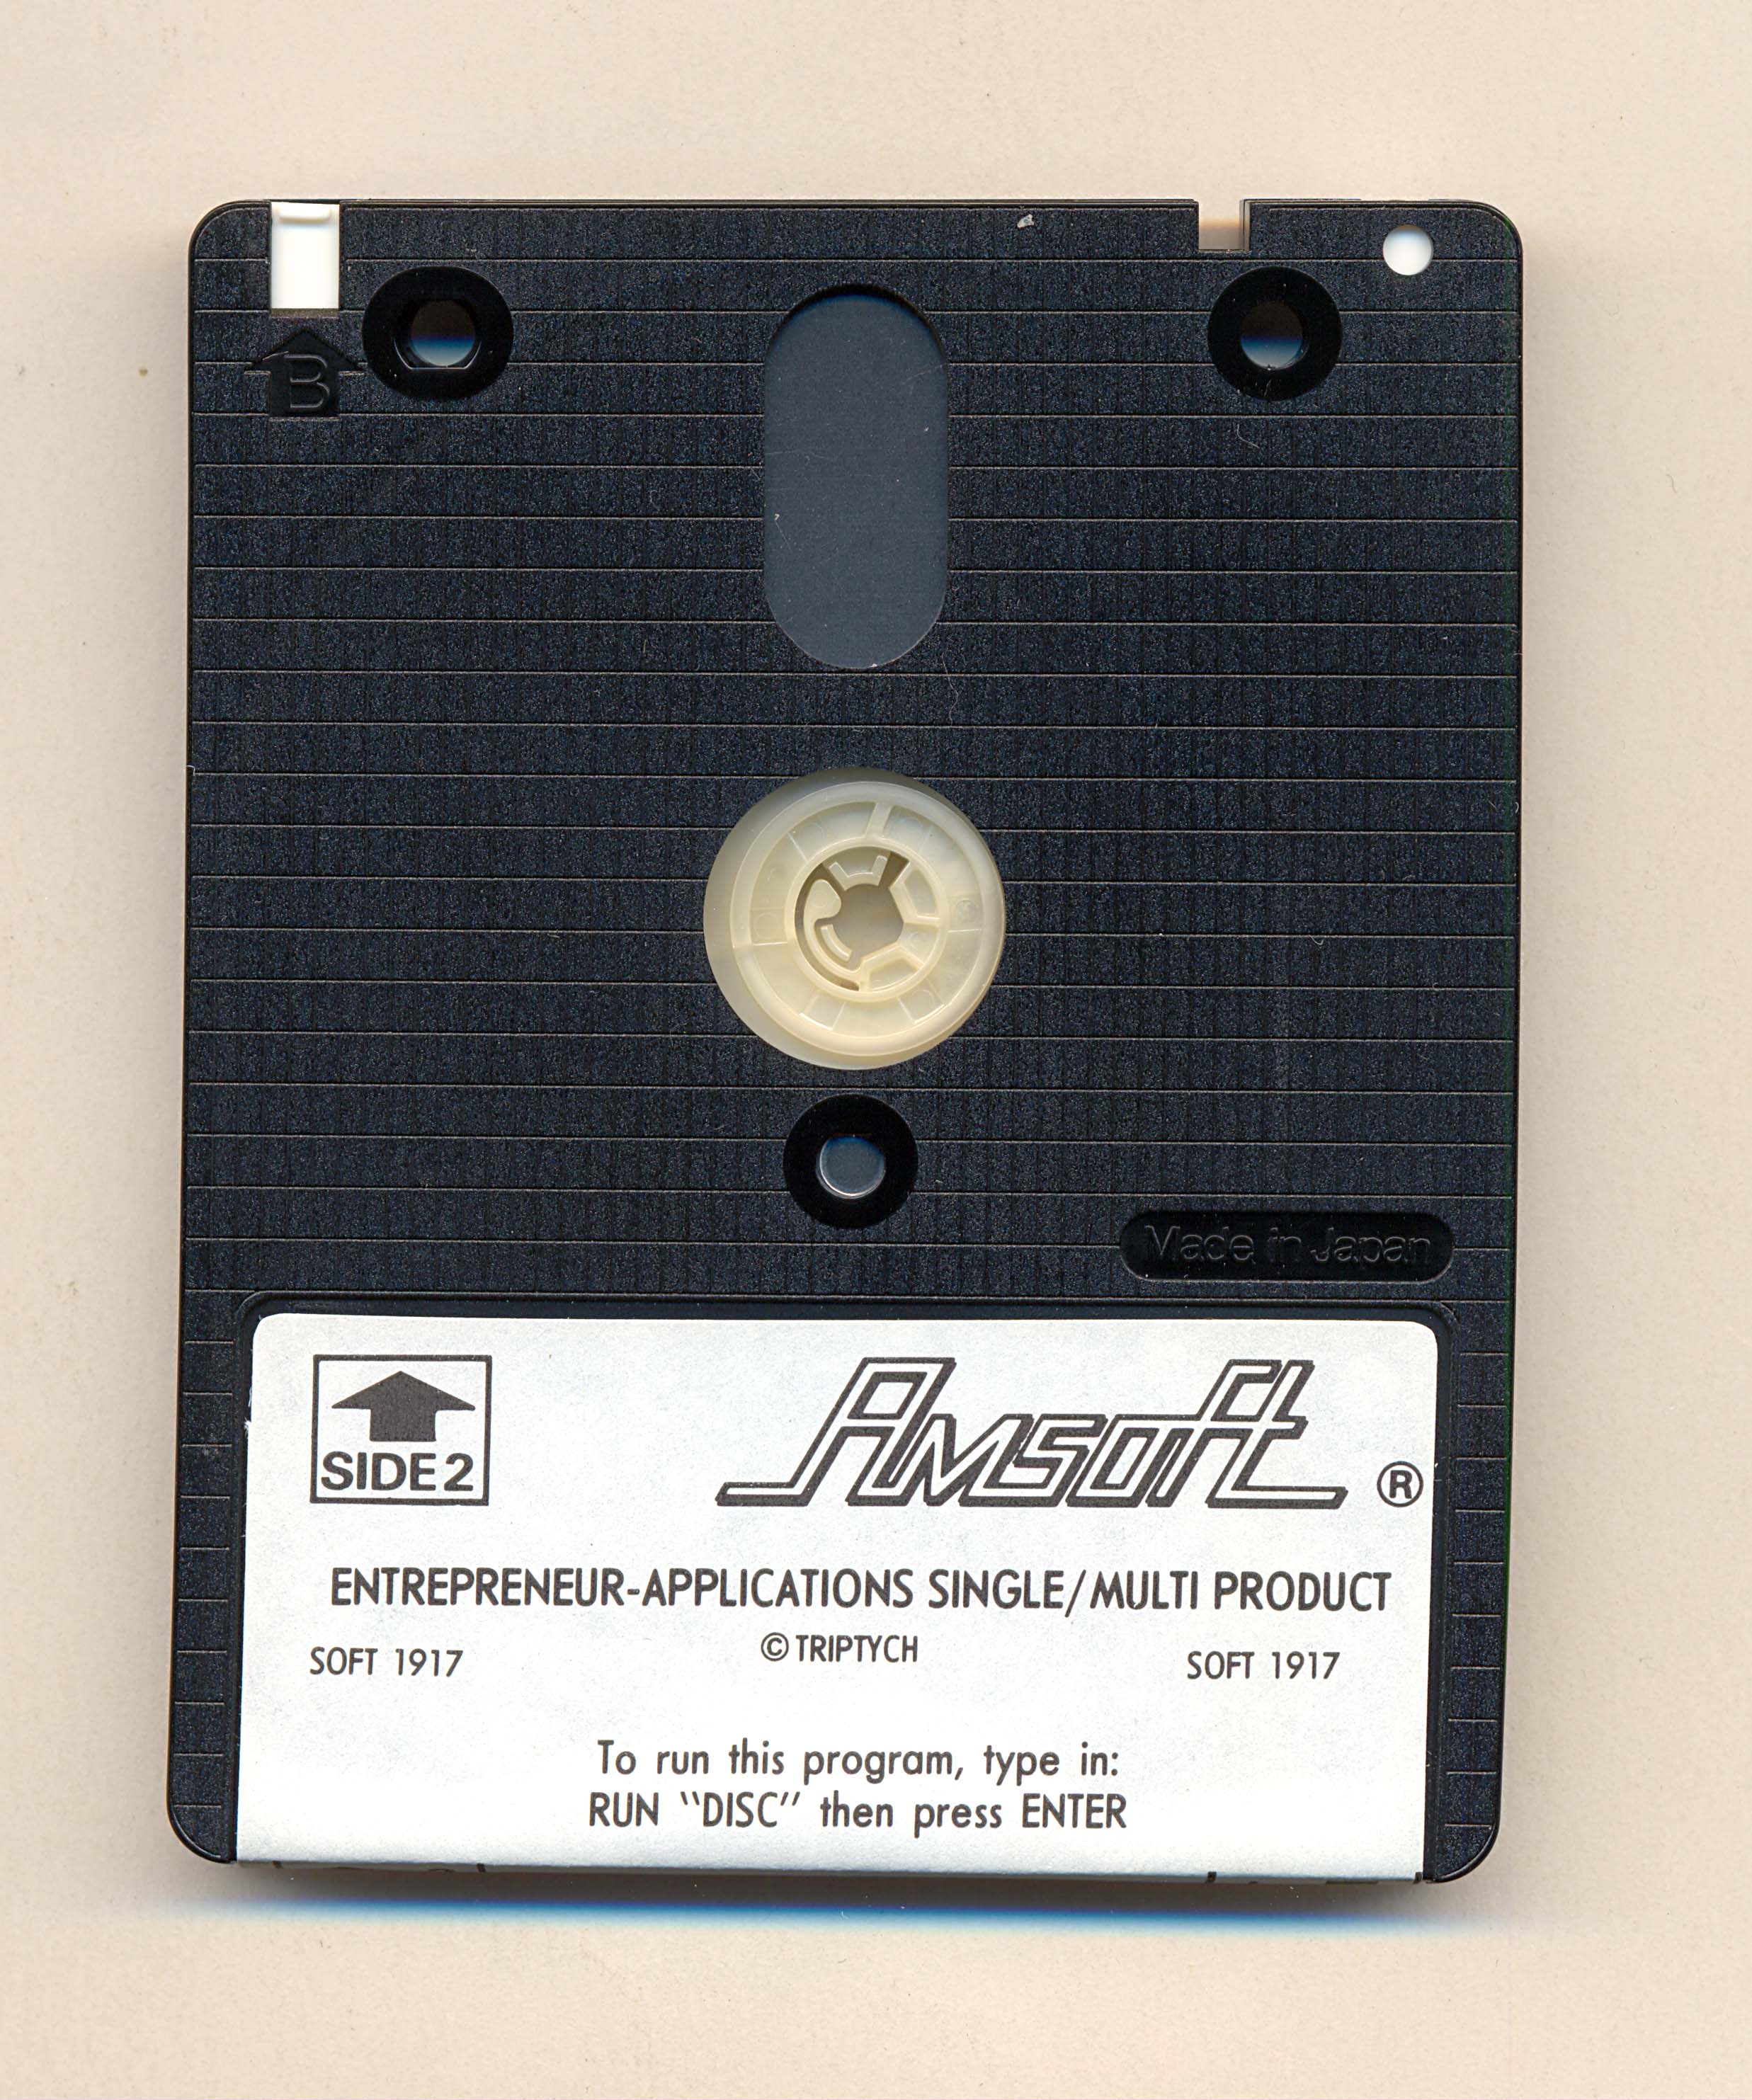 B
Made in Japan
SIDE 2
Amsoft ®
ENTREPRENEUR-APPLICATIONS SINGLE/MULTI PRODUCT
© TRIPTYCH
SOFT 1917 SOFT 1917
To run this program, type in:
RUN "DISC" then press ENTER